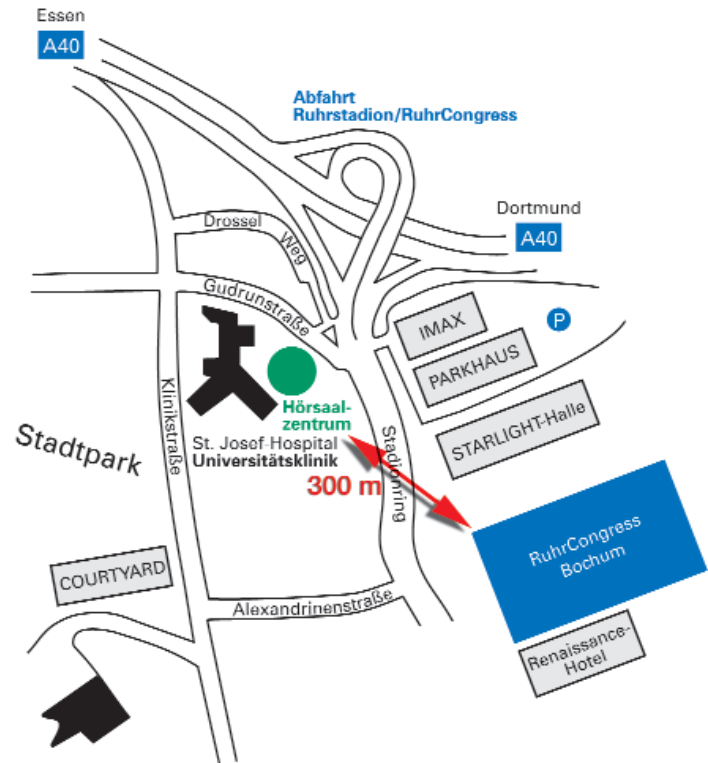 Essen
A40
Abfahrt
Ruhrstadion/RuhrCongress
Dortmund
A40
Drossel
Weg
Gudrunstraße
IMAX
P
PARKHAUS
STARLIGHT-Halle
Klinikstraße
Hörsaal-
zentrum
St. Josef-Hospital
Universitätsklinik
Stadionring
Stadtpark
300 m
RuhrCongress
Bochum
COURTYARD
Alexandrinenstraße
Renaissance-
Hotel